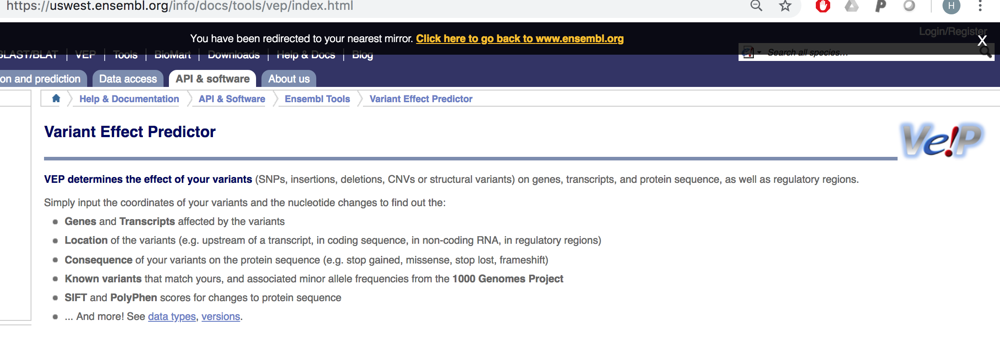 https://uswest.ensembl.org/info/docs/tools/vep/index.html
H
You have been redirected to your nearest mirror. Click here to go back to www.ensembl.org
Login/Register
X
BLAST/BLAT | VEP | Tools | BioMart | Downloads | Help & Docs | Blog
Search all species...
on and prediction Data access API & software About us
Help & Documentation API & Software Ensembl Tools Variant Effect Predictor
Variant Effect Predictor
Ve!P
VEP determines the effect of your variants (SNPs, insertions, deletions, CNVs or structural variants) on genes, transcripts, and protein sequence, as well as regulatory regions.
Simply input the coordinates of your variants and the nucleotide changes to find out the:
Genes and Transcripts affected by the variants
Location of the variants (e.g. upstream of a transcript, in coding sequence, in non-coding RNA, in regulatory regions)
Consequence of your variants on the protein sequence (e.g. stop gained, missense, stop lost, frameshift)
Known variants that match yours, and associated minor allele frequencies from the 1000 Genomes Project
SIFT and PolyPhen scores for changes to protein sequence
... And more! See data types, versions.